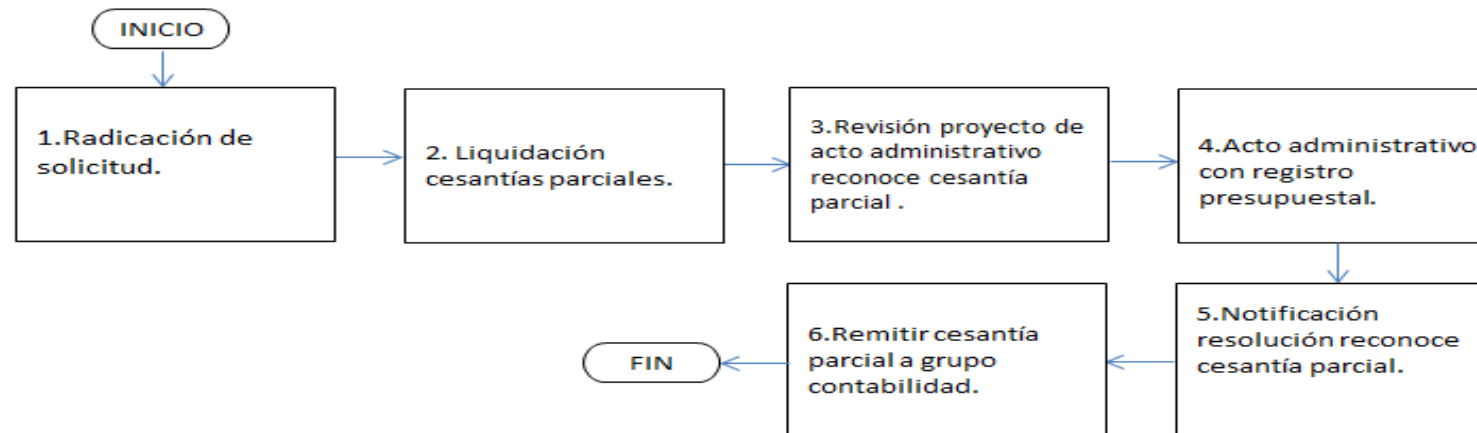 INICIO
1.Radicación de
solicitud.
2. Liquidación
cesantías parciales.
3.Revisión proyecto de
acto administrativo
reconoce cesantía
parcial .
4.Acto administrativo
con registro
presupuestal.
5.Notificación
resolución reconoce
cesantía parcial.
6.Remitir cesantía
parcial a grupo
contabilidad.
FIN